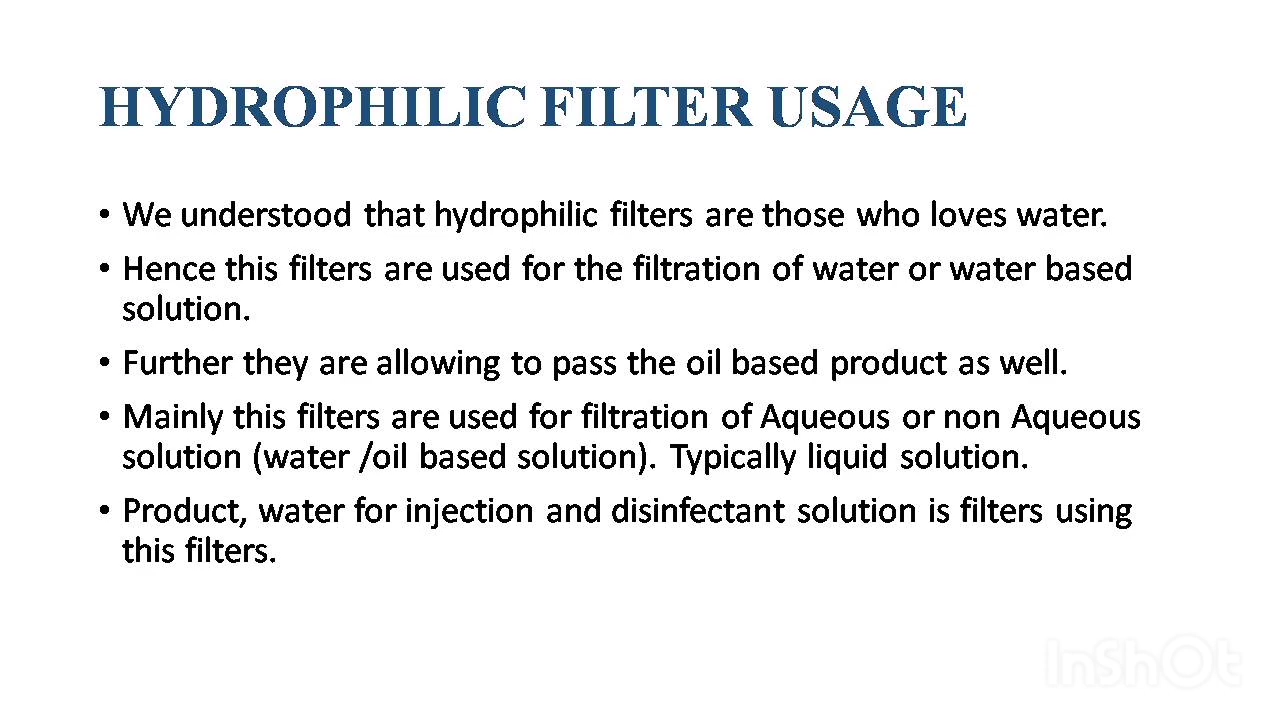 HYDROPHILIC FILTER USAGE
• We understood that hydrophilic filters are those who loves water.
• Hence this filters are used for the filtration of water or water based
solution.
• Further they are allowing to pass the oil based product as well.
• Mainly this filters are used for filtration of Aqueous or non Aqueous
solution (water /oil based solution). Typically liquid solution.
• Product, water for injection and disinfectant solution is filters using
this filters.
InShOt